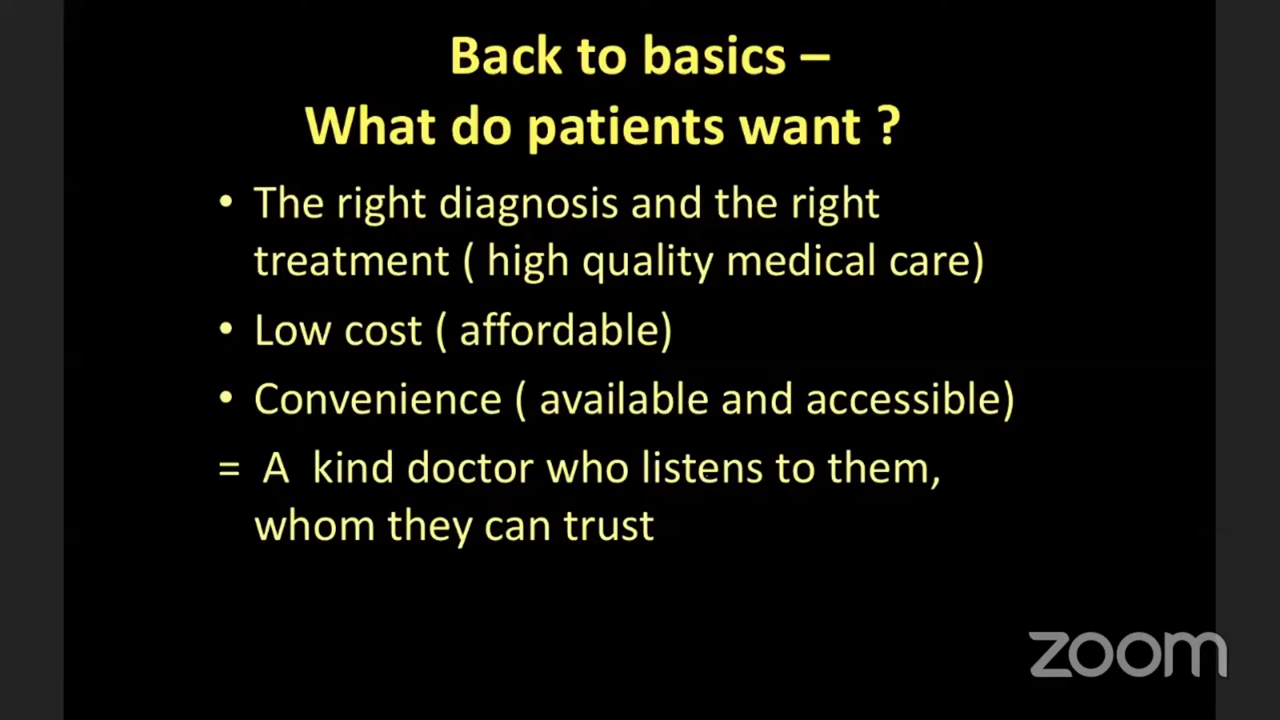 Back to basics –
What do patients want ?
• The right diagnosis and the right
treatment ( high quality medical care)
• Low cost ( affordable)
• Convenience ( available and accessible)
= A kind doctor who listens to them,
whom they can trust
zoom